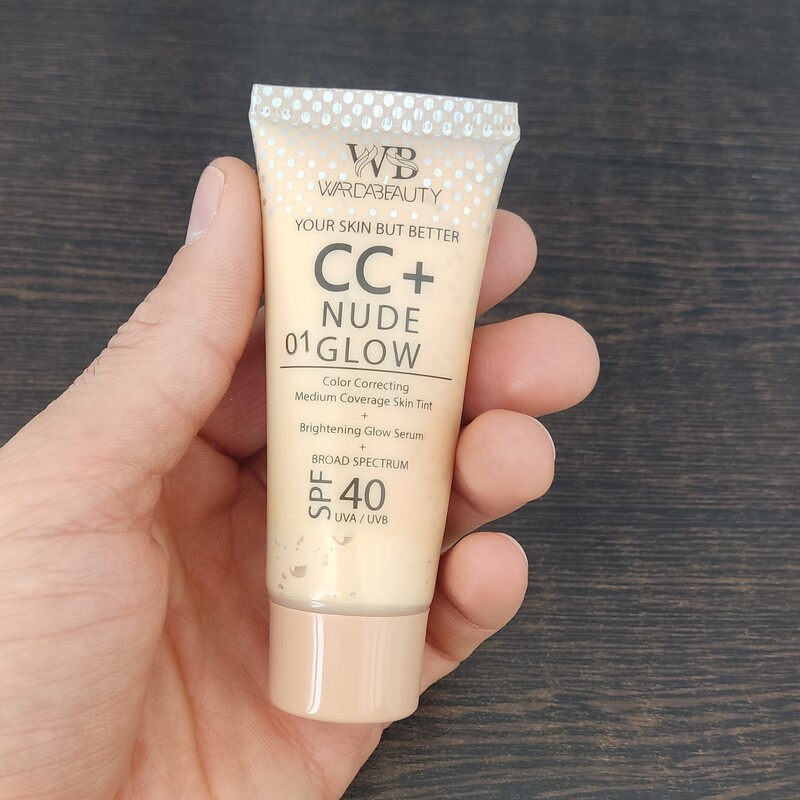 WB
WARDABEAUTY
YOUR SKIN BUT BETTER
CC+
NUDE
01 GLOW
Color Correcting
Medium Coverage Skin Tint
+
Brightening Glow Serum
+
BROAD SPECTRUM
SPF 40
UVA / UVB